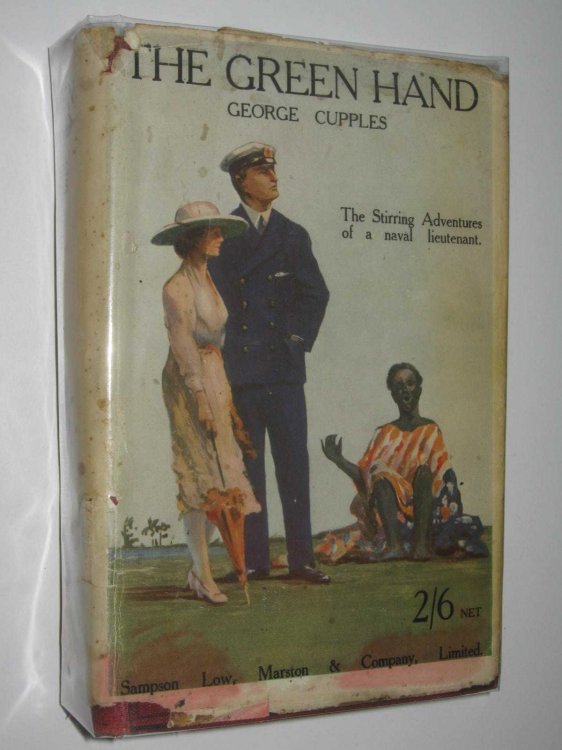 THE GREEN HAND
GEORGE CUPPLES
The Stirring Adventures
of a naval lieutenant.
2/6 NET
Sampson Low, Marston & Company, Limited.